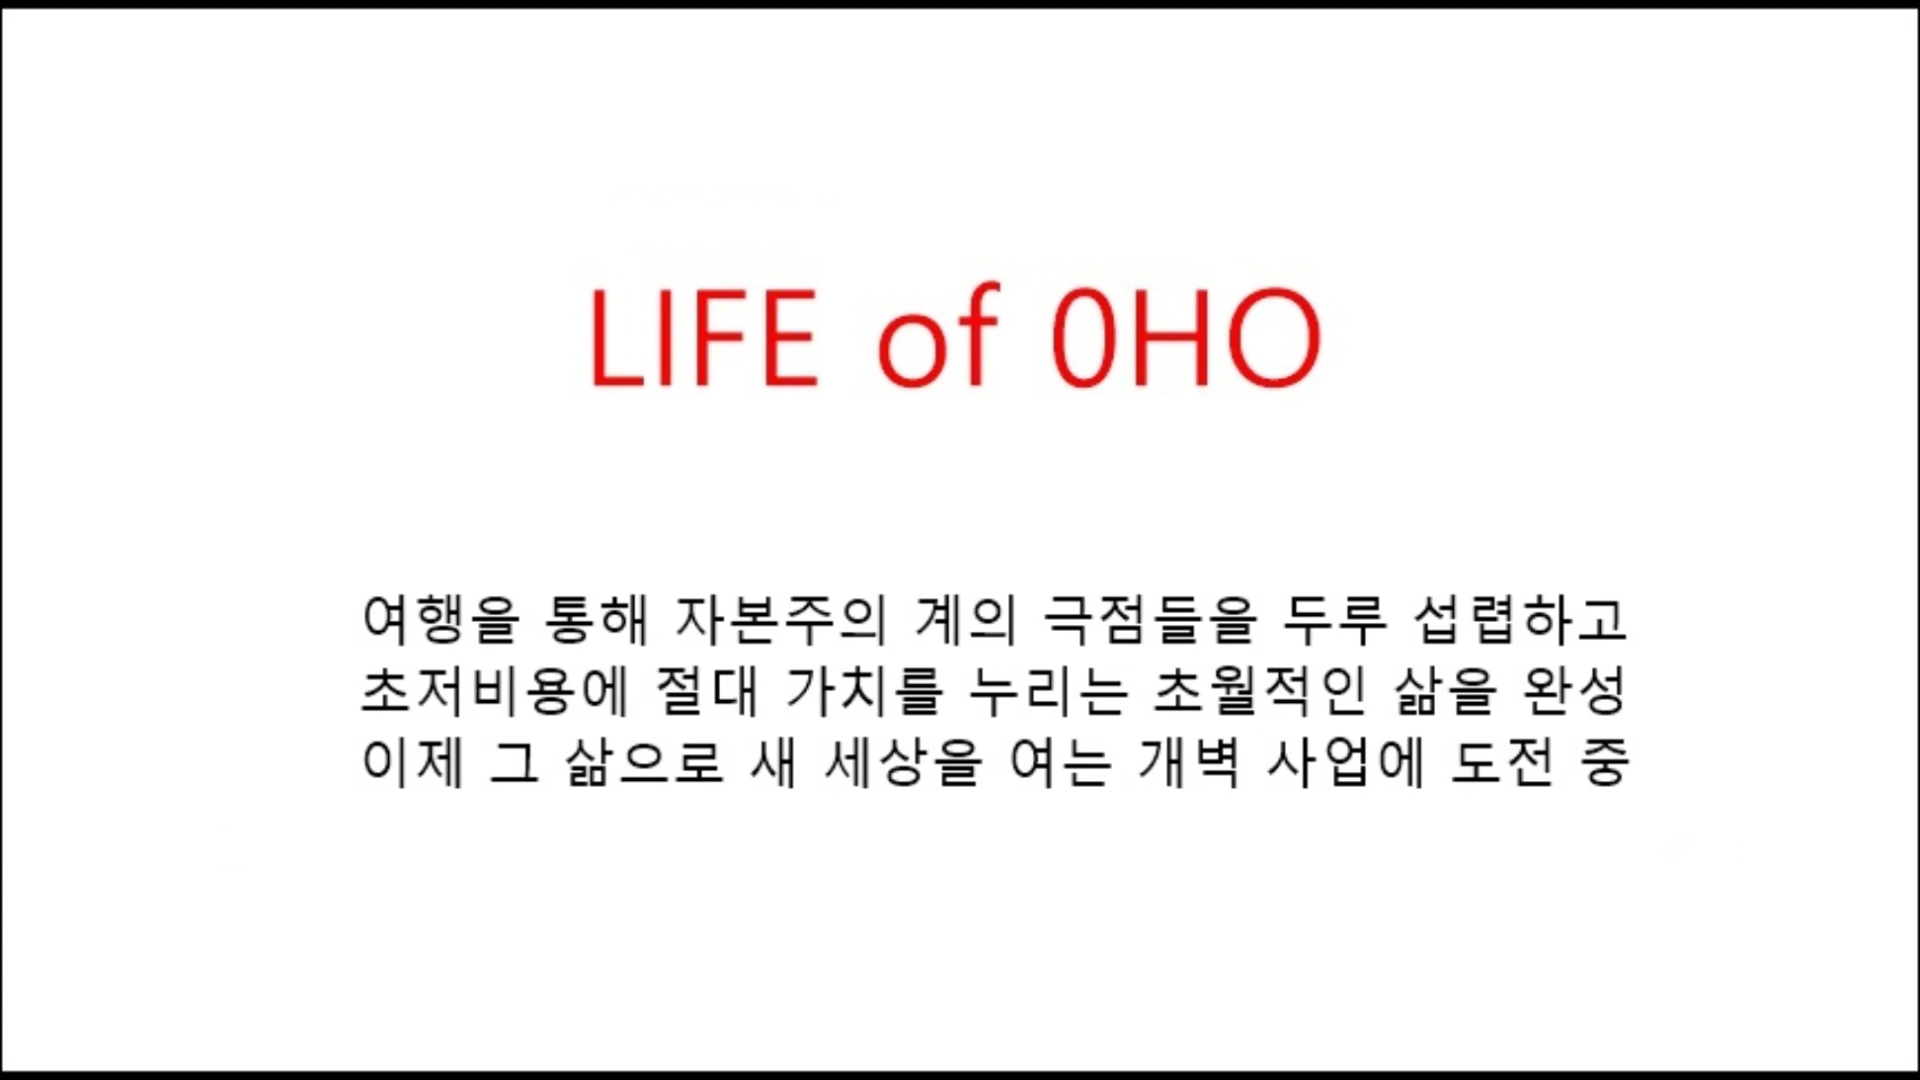 LIFE of 0HO
여행을 통해 자본주의 계의 극점들을 두루 섭렵하고
초저비용에 절대 가치를 누리는 초월적인 삶을 완성
이제 그 삶으로 새 세상을 여는 개벽 사업에 도전 중